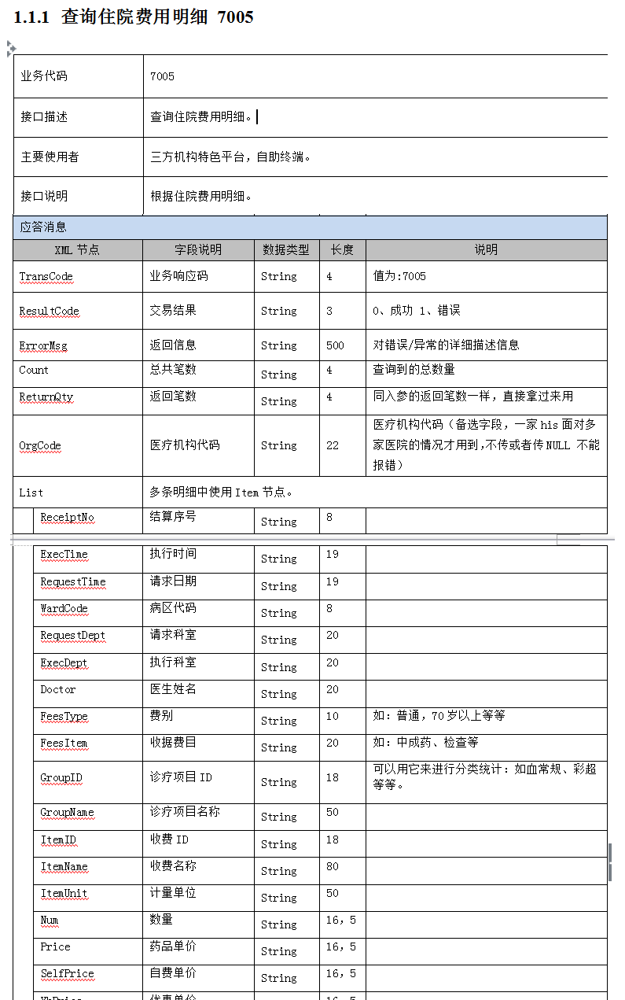 1.1.1 查询住院费用明细 7005
业务代码 7005
接口描述 查询住院费用明细。
主要使用者 三方机构特色平台，自助终端。
接口说明 根据住院费用明细。
应答消息
XML 节点 字段说明 数据类型 长度 说明
TransCode 业务响应码 String 4 值为:7005
ResultCode 交易结果 String 3 0、成功 1、错误
ErrorMsg 返回信息 String 500 对错误/异常的详细描述信息
Count 总共笔数 String 4 查询到的总数量
ReturnQty 返回笔数 String 4 同入参的返回笔数一样，直接拿过来用
OrgCode 医疗机构代码 String 22 医疗机构代码（备选字段，一家 his 面对多
家医院的情况才用到,不传或者传 NULL 不能
报错）
List 多条明细中使用 Item 节点。
ReceiptNo 结算序号 String 8
ExecTime 执行时间 String 19
RequestTime 请求日期 String 19
WardCode 病区代码 String 8
RequestDept 请求科室 String 20
ExecDept 执行科室 String 20
Doctor 医生姓名 String 20
FeesType 费别 String 10 如：普通，70 岁以上等等
FeesItem 收据费目 String 20 如：中成药、检查等
GroupID 诊疗项目 ID String 18 可以用它来进行分类统计：如血常规、彩超
等等。
GroupName 诊疗项目名称 String 50
ItemID 收费 ID String 18
ItemName 收费名称 String 80
ItemUnit 计量单位 String 50
Num 数量 String 16，5
Price 药品单价 String 16，5
SelfPrice 自费单价 String 16，5